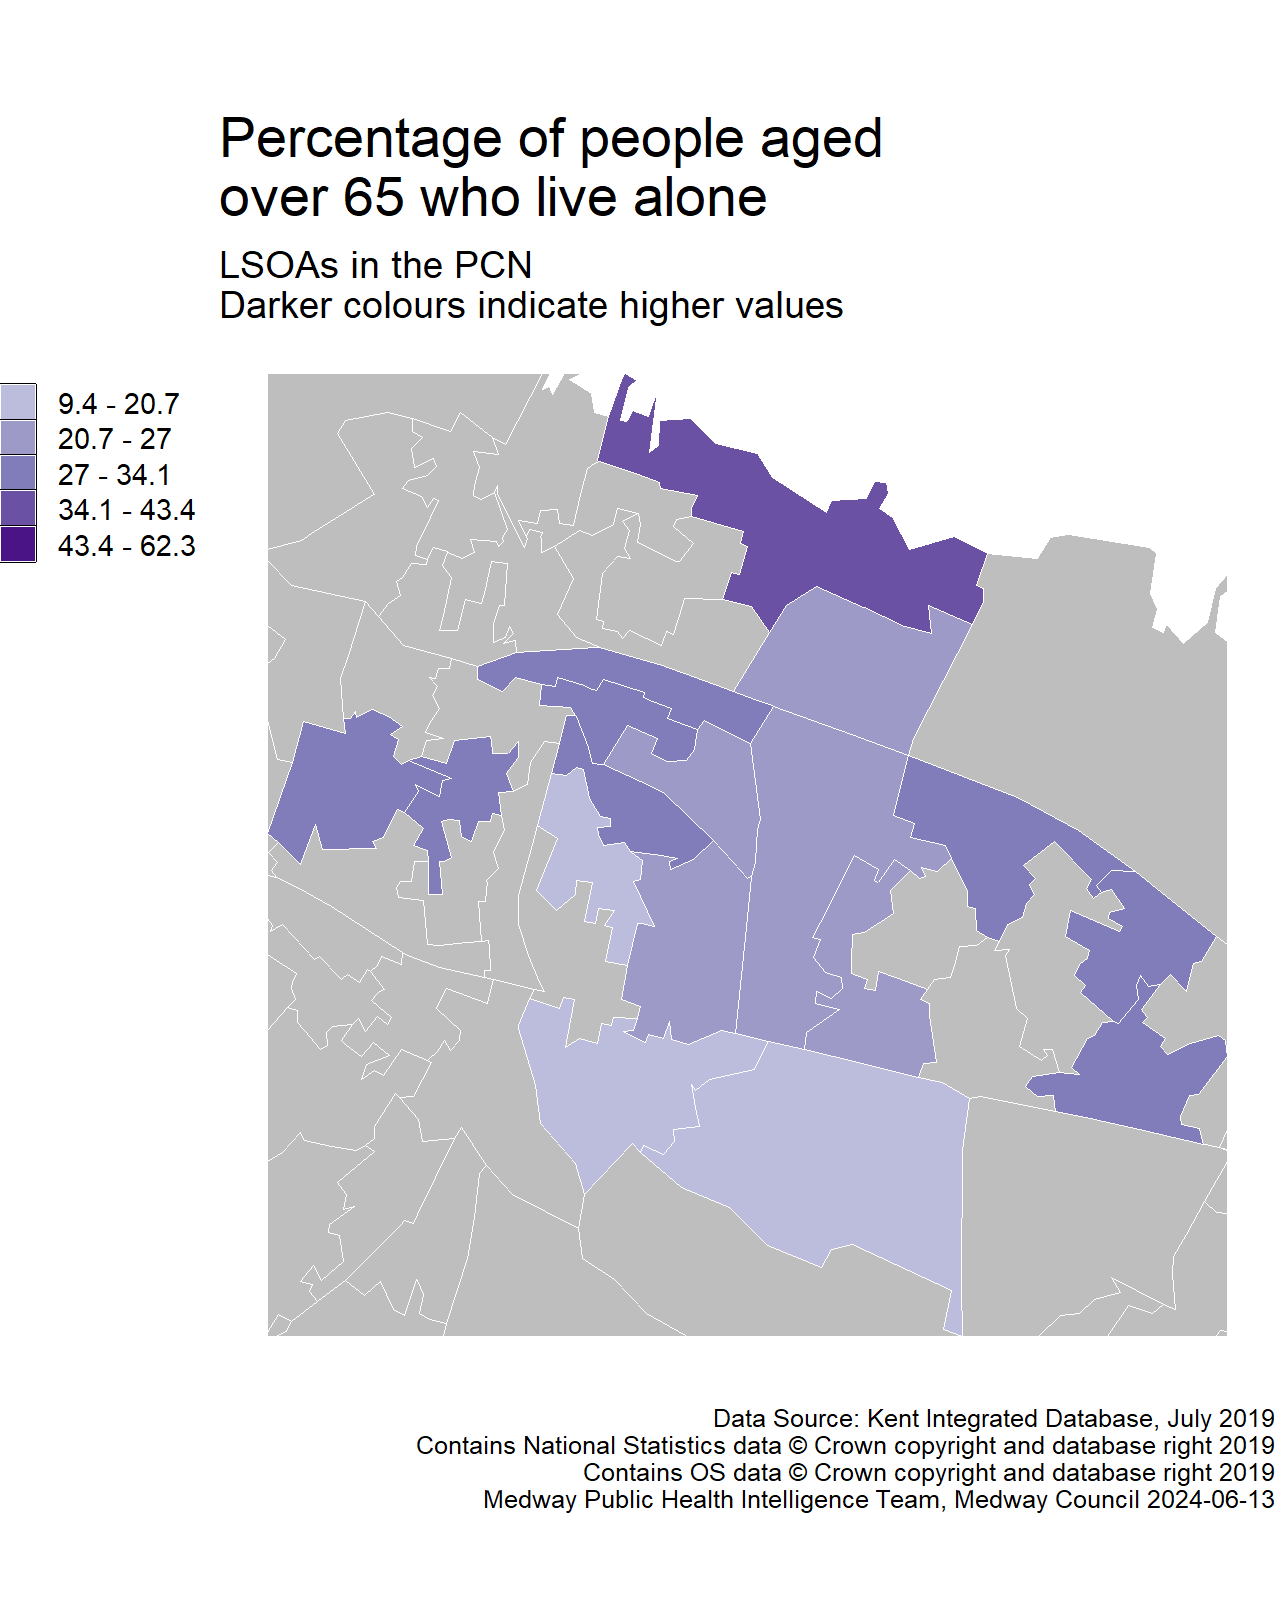 Percentage of people aged
over 65 who live alone
LSOAs in the PCN
Darker colours indicate higher values
9.4 - 20.7
20.7 - 27
27 - 34.1
34.1 - 43.4
43.4 - 62.3
Data Source: Kent Integrated Database, July 2019
Contains National Statistics data © Crown copyright and database right 2019
Contains OS data © Crown copyright and database right 2019
Medway Public Health Intelligence Team, Medway Council 2024-06-13